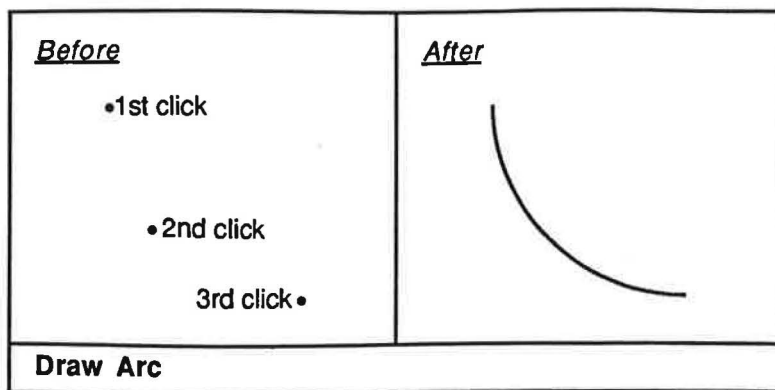 Before
1st click
2nd click
3rd click
After
Draw Arc